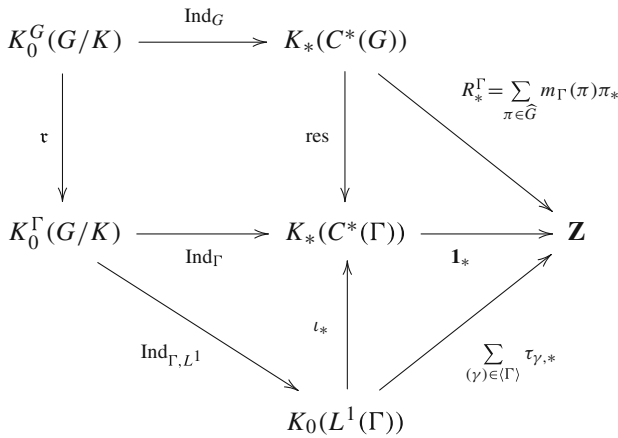 Ind_G
K_0^G(G/K) K_*(C^*(G))
R_*^Γ = ∑_{π∈Ĝ} m_Γ(π)π_*
𝔯 res
K_0^Γ(G/K) K_*(C^*(Γ)) Z
Ind_Γ 1_*
Ind_{Γ,L^1} ι_* ∑_{(γ)∈⟨Γ⟩} τ_{γ,*}
K_0(L^1(Γ))